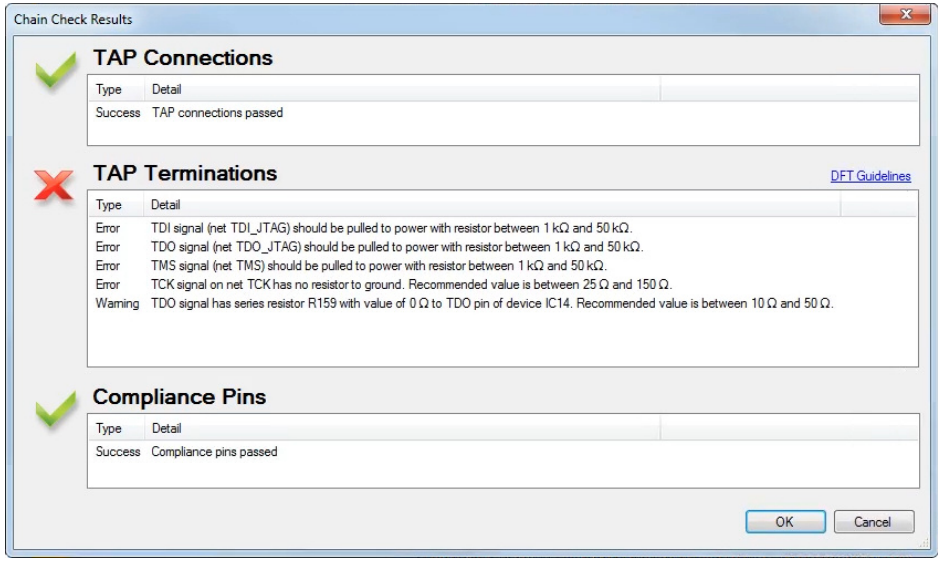 Chain Check Results
TAP Connections
Type Detail
Success TAP connections passed
TAP Terminations
DFT Guidelines
Type Detail
Error TDI signal (net TDI_JTAG) should be pulled to power with resistor between 1 kΩ and 50 kΩ.
Error TDO signal (net TDO_JTAG) should be pulled to power with resistor between 1 kΩ and 50 kΩ.
Error TMS signal (net TMS) should be pulled to power with resistor between 1 kΩ and 50 kΩ.
Error TCK signal on net TCK has no resistor to ground. Recommended value is between 25 Ω and 150 Ω.
Warning TDO signal has series resistor R159 with value of 0 Ω to TDO pin of device IC14. Recommended value is between 10 Ω and 50 Ω.
Compliance Pins
Type Detail
Success Compliance pins passed
OK Cancel